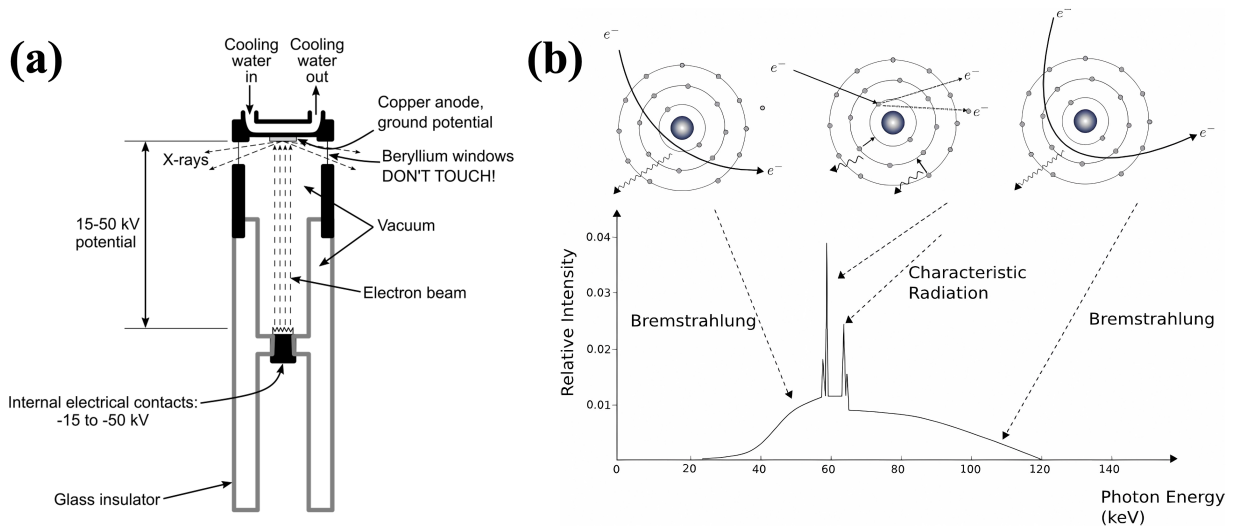 (a)
Cooling
water
in
Cooling
water
out
Copper anode,
ground potential
X-rays
Beryllium windows
DON'T TOUCH!
15-50 kV
potential
Vacuum
Electron beam
Internal electrical contacts:
-15 to -50 kV
Glass insulator
(b)
e⁻
e⁻
e⁻
e⁻
e⁻
e⁻
e⁻
Relative Intensity
0.04
0.03
0.02
0.01
Bremstrahlung
Characteristic
Radiation
Bremstrahlung
0
20
40
60
80
100
120
140
Photon Energy
(keV)